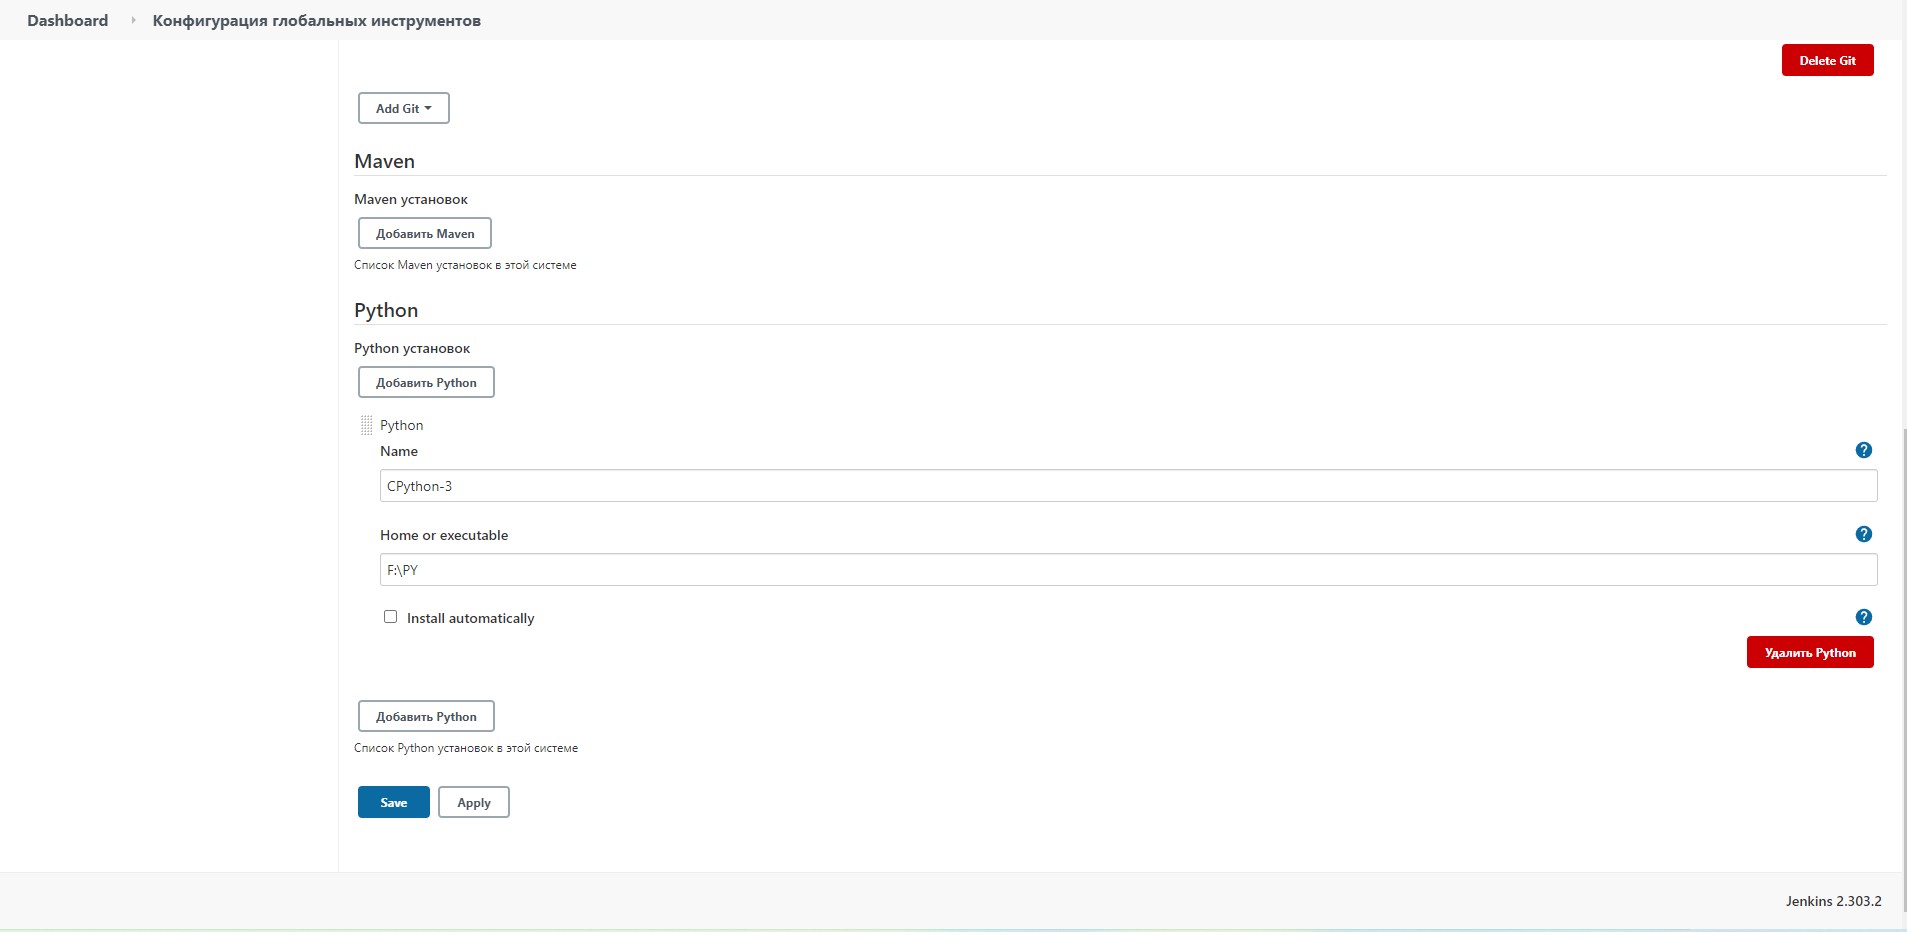 Dashboard Конфигурация глобальных инструментов
Delete Git
Add Git
Maven
Maven установок
Добавить Maven
Список Maven установок в этой системе
Python
Python установок
Добавить Python
Python
Name
?
CPython-3
Home or executable
?
F:\PY
Install automatically
?
Удалить Python
Добавить Python
Список Python установок в этой системе
Save Apply
Jenkins 2.303.2